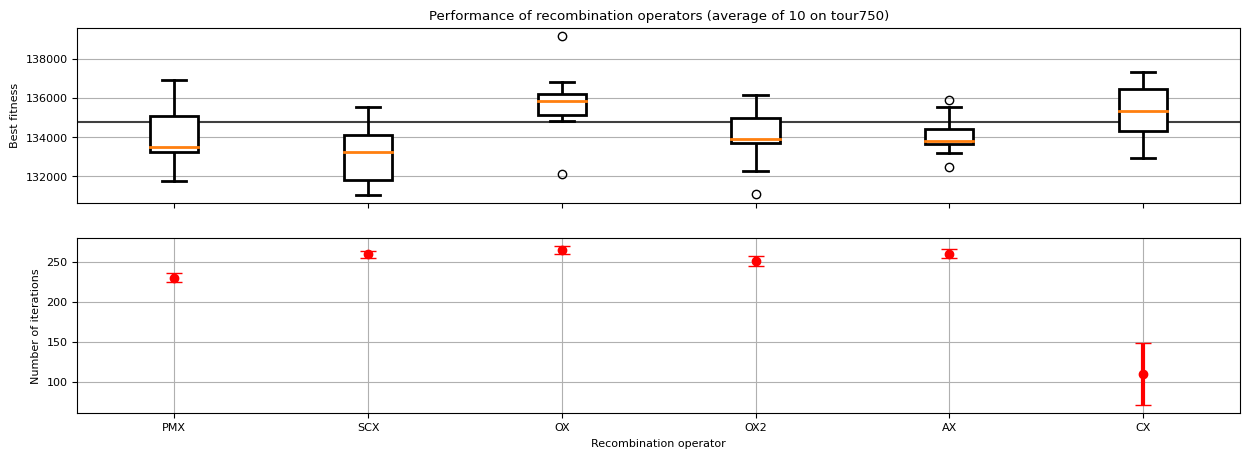 Performance of recombination operators (average of 10 on tour750)
138000
136000
134000
132000
Best fitness
250
200
150
100
Number of iterations
PMX
SCX
OX
OX2
AX
CX
Recombination operator